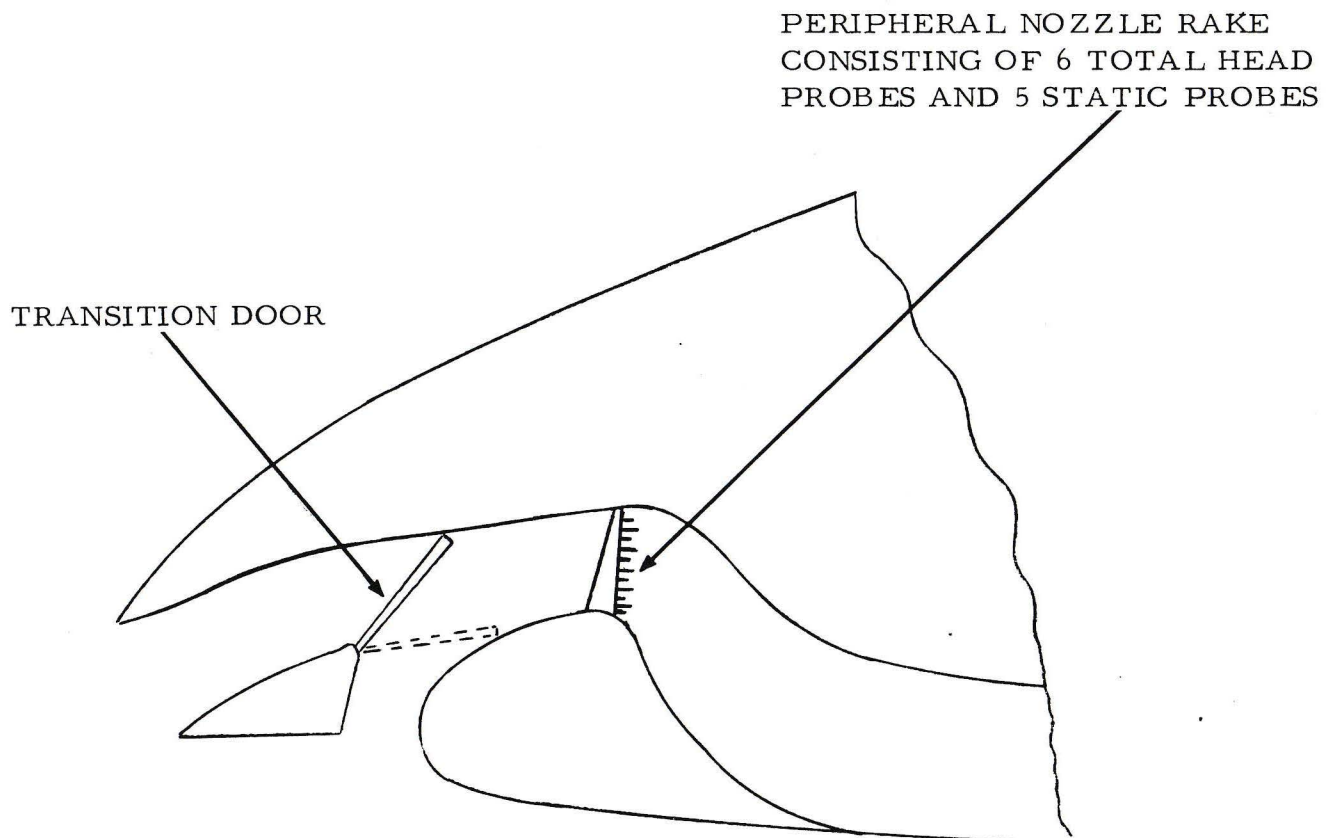 PERIPHERAL NOZZLE RAKE
CONSISTING OF 6 TOTAL HEAD
PROBES AND 5 STATIC PROBES
TRANSITION DOOR